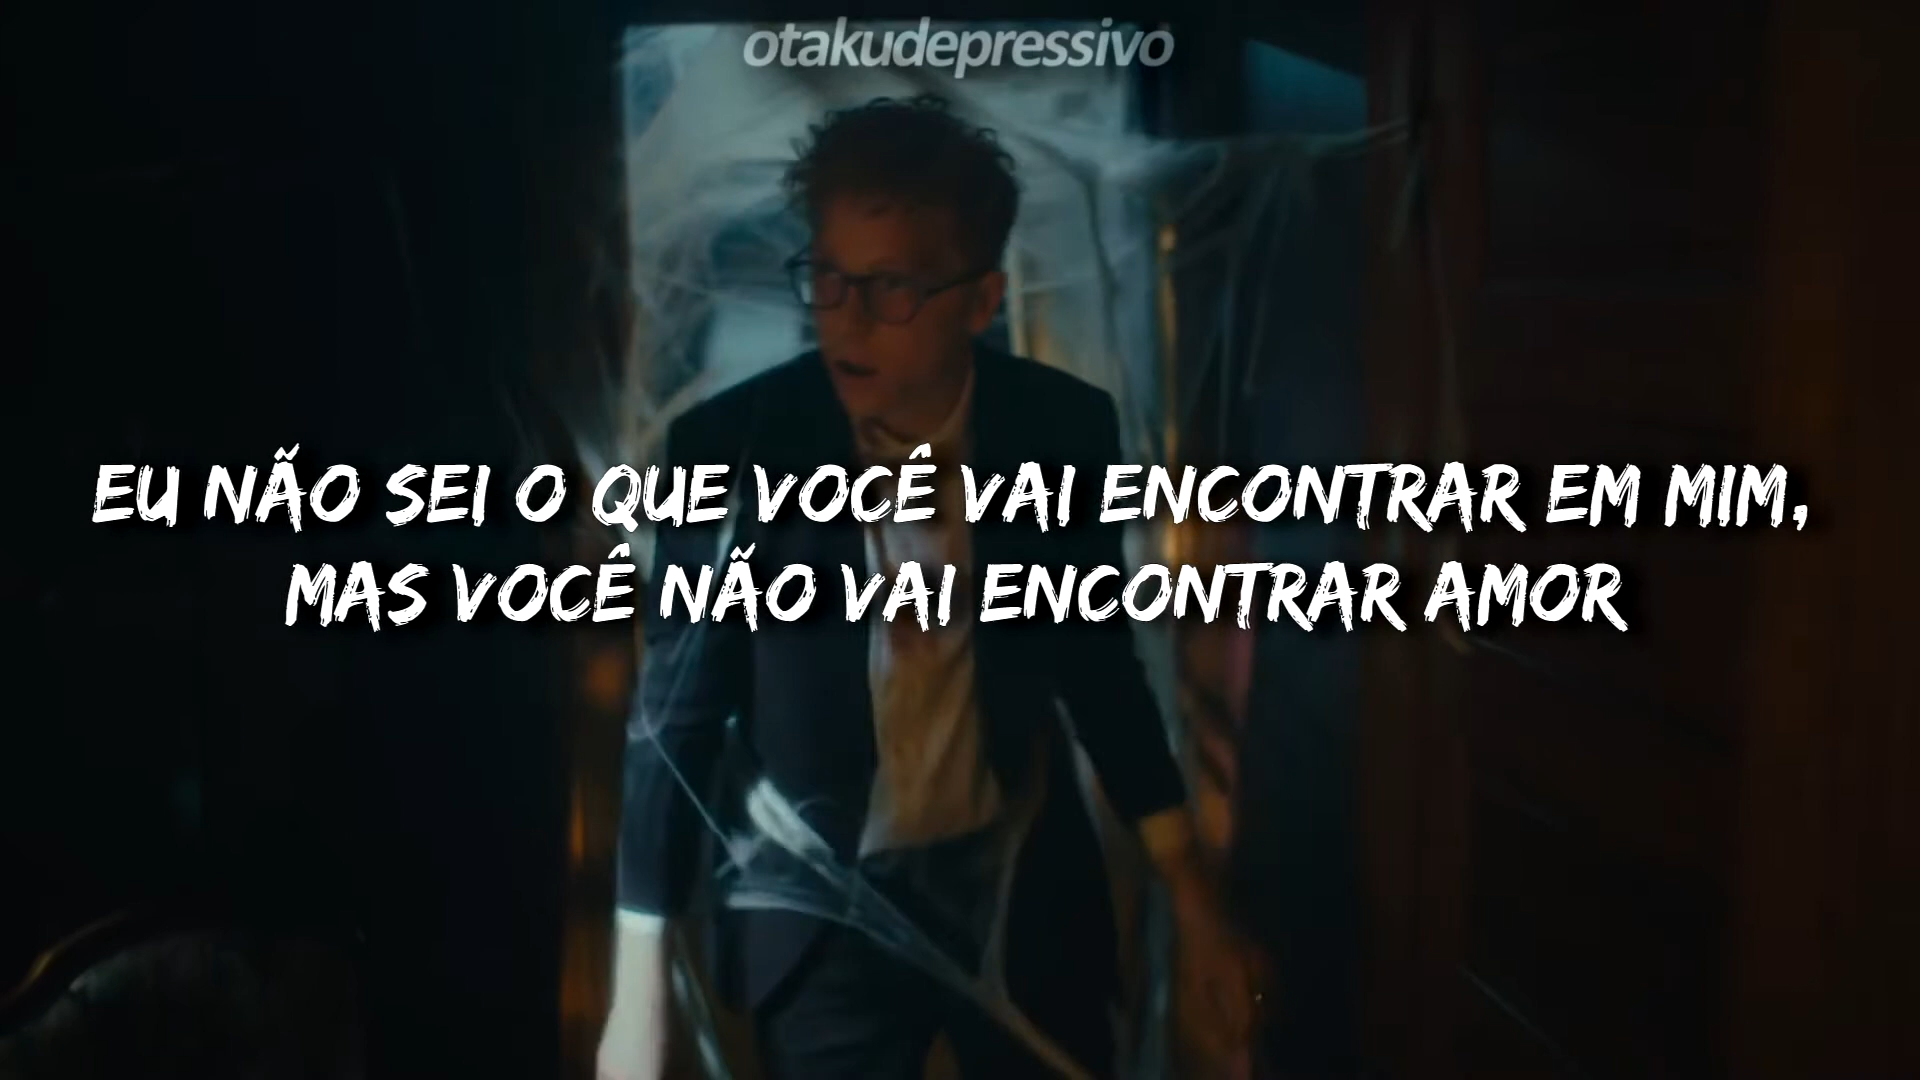 otakudepressivo
EU NÃO SEI O QUE VOCÊ VAI ENCONTRAR EM MIM,
MAS VOCÊ NÃO VAI ENCONTRAR AMOR